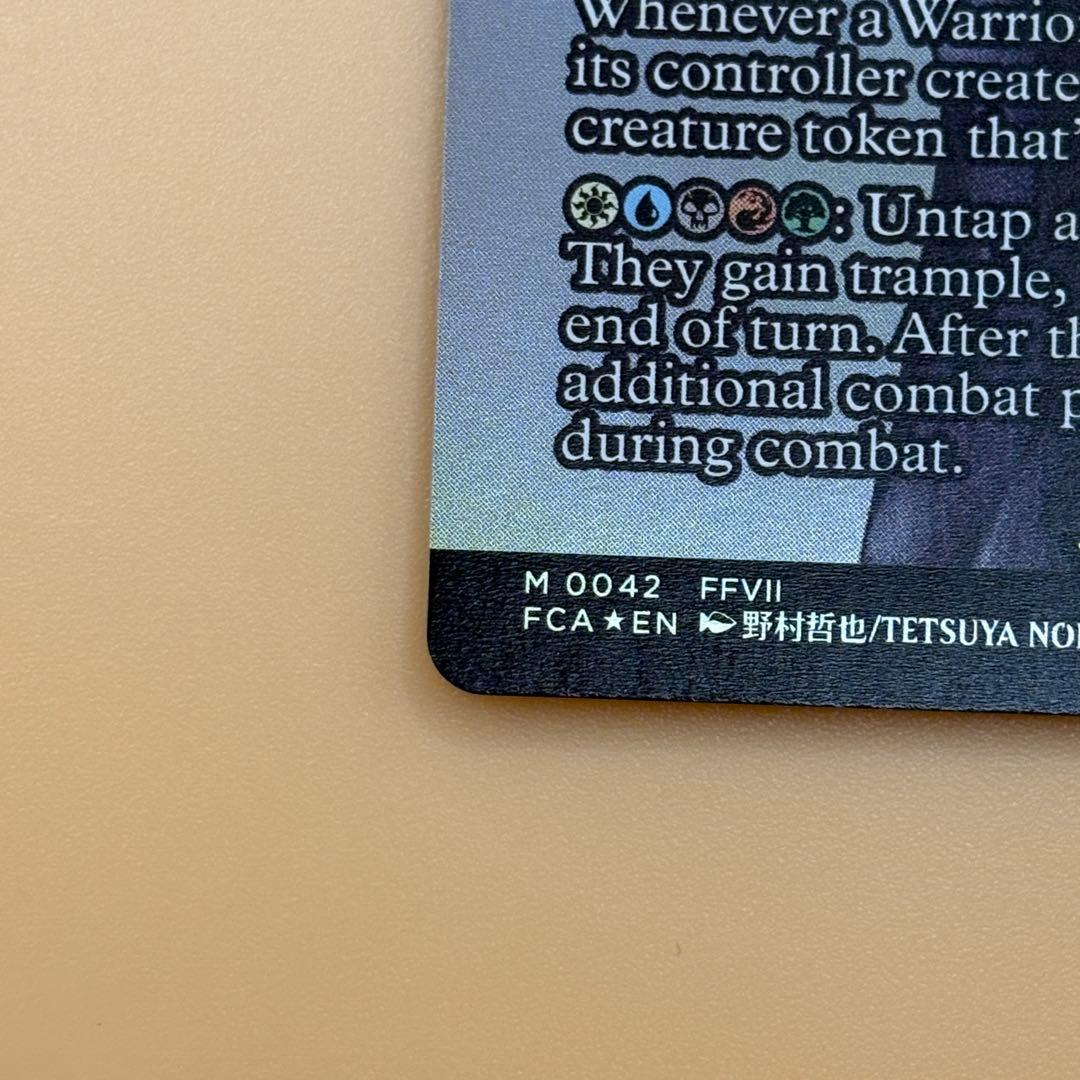 Whenever a Warrio
its controller create
creature token that'
: Untap a
They gain trample,
end of turn. After th
additional combat p
during combat.
M 0042 FFVII
FCA★EN 野村哲也/TETSUYA NO